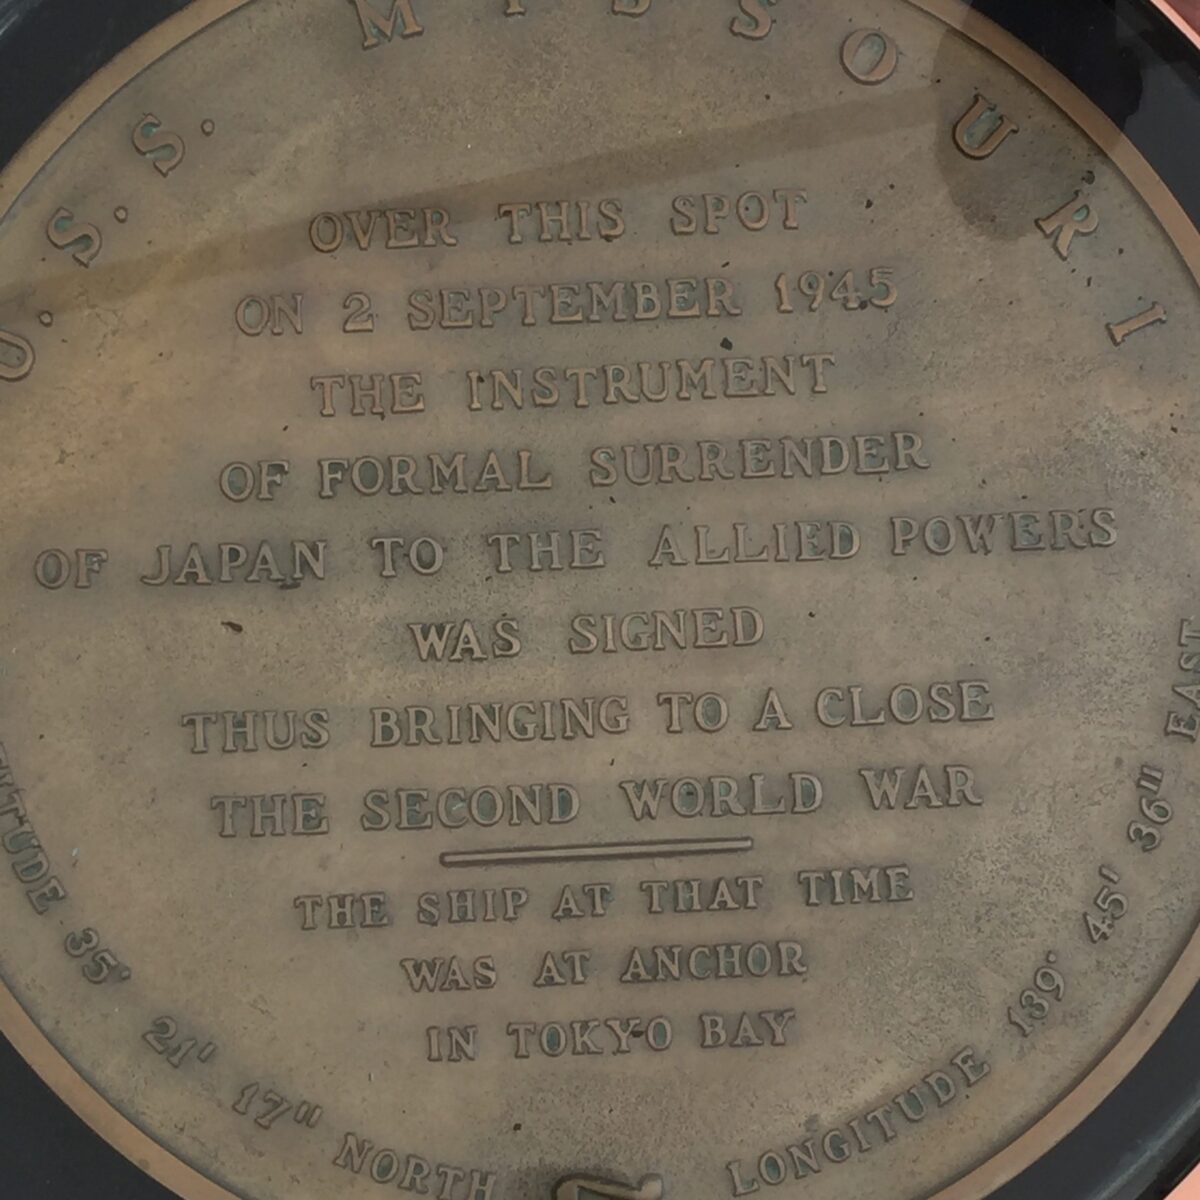 U. S. S. MISSOURI
OVER THIS SPOT
ON 2 SEPTEMBER 1945
THE INSTRUMENT
OF FORMAL SURRENDER
OF JAPAN TO THE ALLIED POWERS
WAS SIGNED
THUS BRINGING TO A CLOSE
THE SECOND WORLD WAR
THE SHIP AT THAT TIME
WAS AT ANCHOR
IN TOKYO BAY
LATITUDE 35° 21' 17" NORTH
LONGITUDE 139° 45' 36" EAST